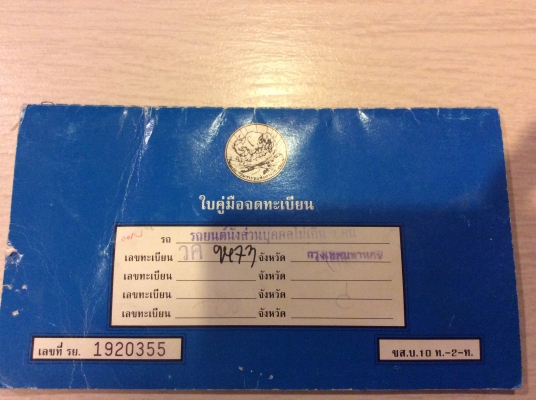 ใบคู่มือจดทะเบียน
รถ รถยนต์นั่งส่วนบุคคลไม่เกิน คน
เลขทะเบียน วค 9473 จังหวัด กรุงเทพมหานคร
เลขทะเบียน จังหวัด
เลขทะเบียน จังหวัด
เลขทะเบียน จังหวัด
เลขที่ รย. 1920355
ขส.บ.10 ท.-2-ท.